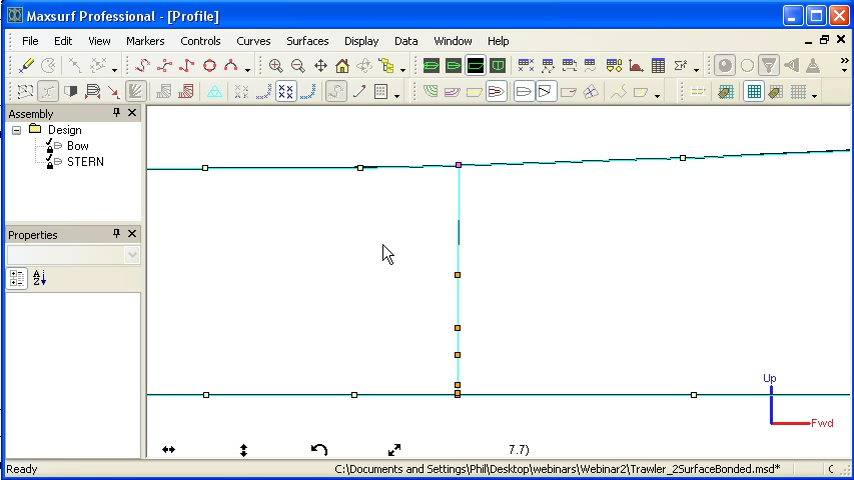 Maxsurf Professional - [Profile]
File Edit View Markers Controls Curves Surfaces Display Data Window Help
Assembly
Design
Bow
STERN
Properties
Up
Fwd
7.7)
Ready
C:\Documents and Settings\Phil\Desktop\webinars\Webinar2\Trawler_2SurfaceBonded.msd*